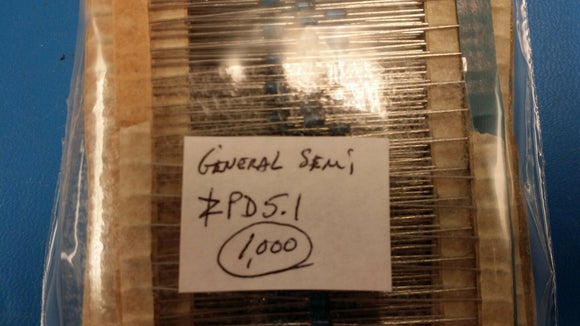 GENERAL SEMI
ZPD5.1
1,000